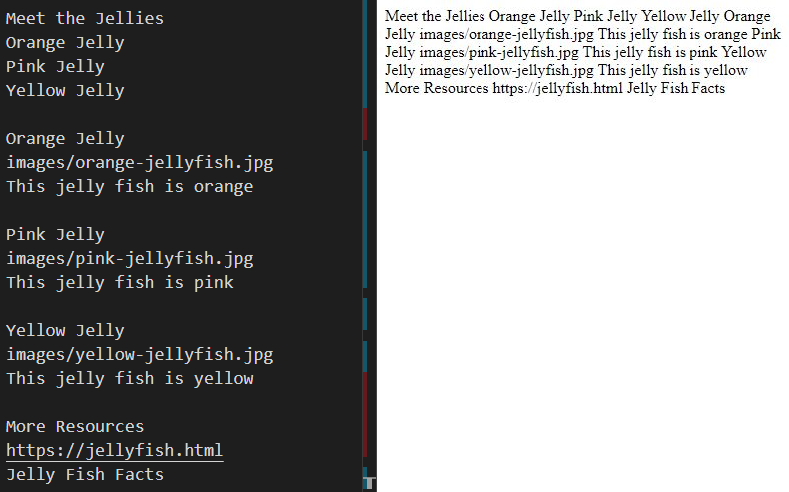 Meet the Jellies
Orange Jelly
Pink Jelly
Yellow Jelly
Orange Jelly
images/orange-jellyfish.jpg
This jelly fish is orange
Pink Jelly
images/pink-jellyfish.jpg
This jelly fish is pink
Yellow Jelly
images/yellow-jellyfish.jpg
This jelly fish is yellow
More Resources
https://jellyfish.html
Jelly Fish Facts
Meet the Jellies Orange Jelly Pink Jelly Yellow Jelly Orange
Jelly images/orange-jellyfish.jpg This jelly fish is orange Pink
Jelly images/pink-jellyfish.jpg This jelly fish is pink Yellow
Jelly images/yellow-jellyfish.jpg This jelly fish is yellow
More Resources https://jellyfish.html Jelly Fish Facts